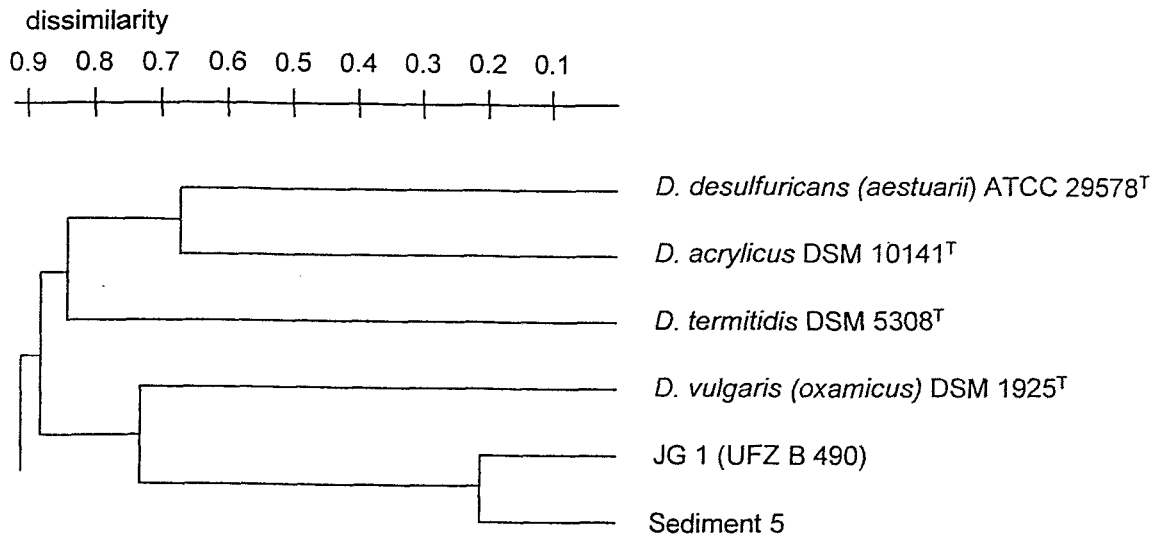 dissimilarity
0.9 0.8 0.7 0.6 0.5 0.4 0.3 0.2 0.1
D. desulfuricans (aestuarii) ATCC 29578ᵀ
D. acrylicus DSM 10141ᵀ
D. termitidis DSM 5308ᵀ
D. vulgaris (oxamicus) DSM 1925ᵀ
JG 1 (UFZ B 490)
Sediment 5